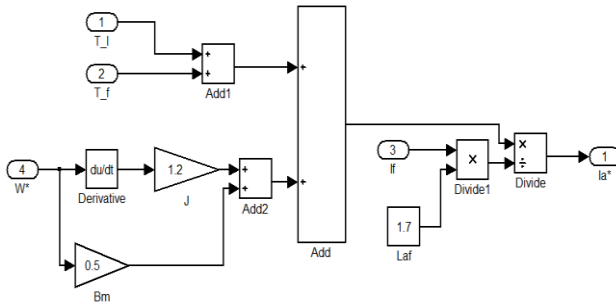 1
T_l
+
+
2
T_f
Add1
+
4
W*
du/dt
Derivative
1.2
J
+
+
Add2
+
0.5
Bm
Add
3
If
×
Divide1
1.7
Laf
×
÷
Divide
1
Ia*